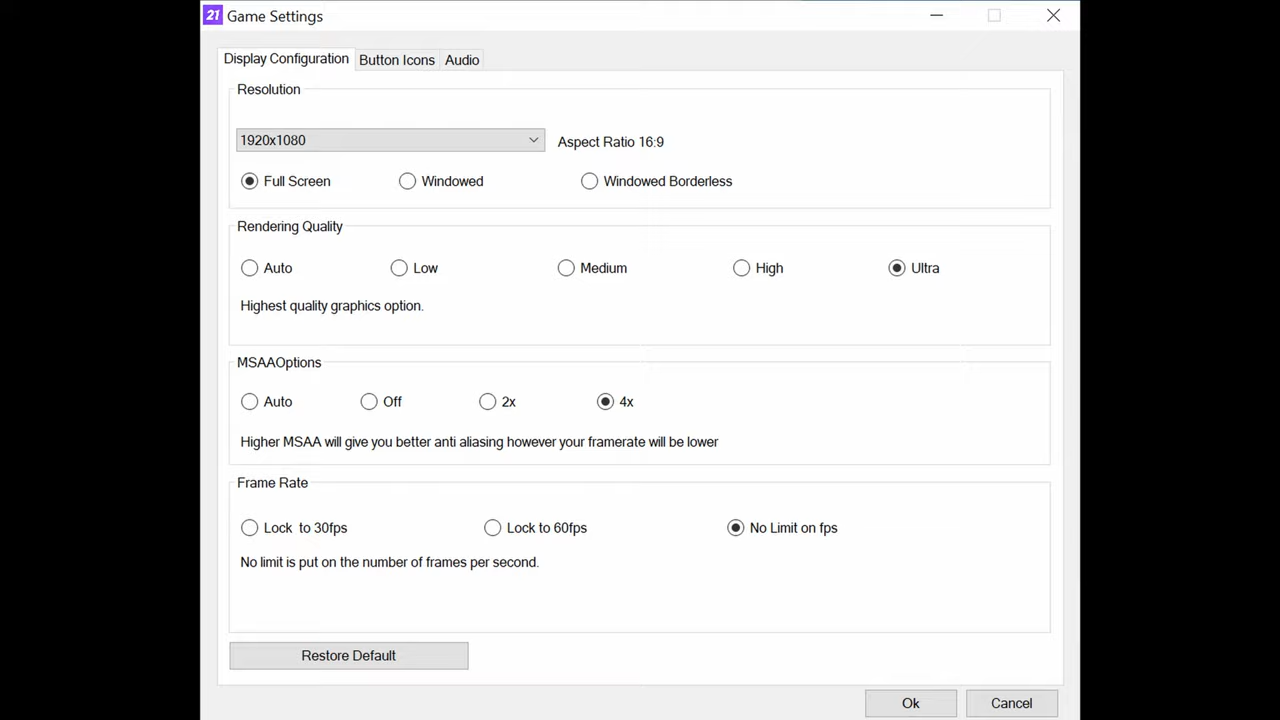 21 Game Settings
Display Configuration Button Icons Audio
Resolution
1920x1080 Aspect Ratio 16:9
Full Screen Windowed Windowed Borderless
Rendering Quality
Auto Low Medium High Ultra
Highest quality graphics option.
MSAAOptions
Auto Off 2x 4x
Higher MSAA will give you better anti aliasing however your framerate will be lower
Frame Rate
Lock to 30fps Lock to 60fps No Limit on fps
No limit is put on the number of frames per second.
Restore Default
Ok Cancel